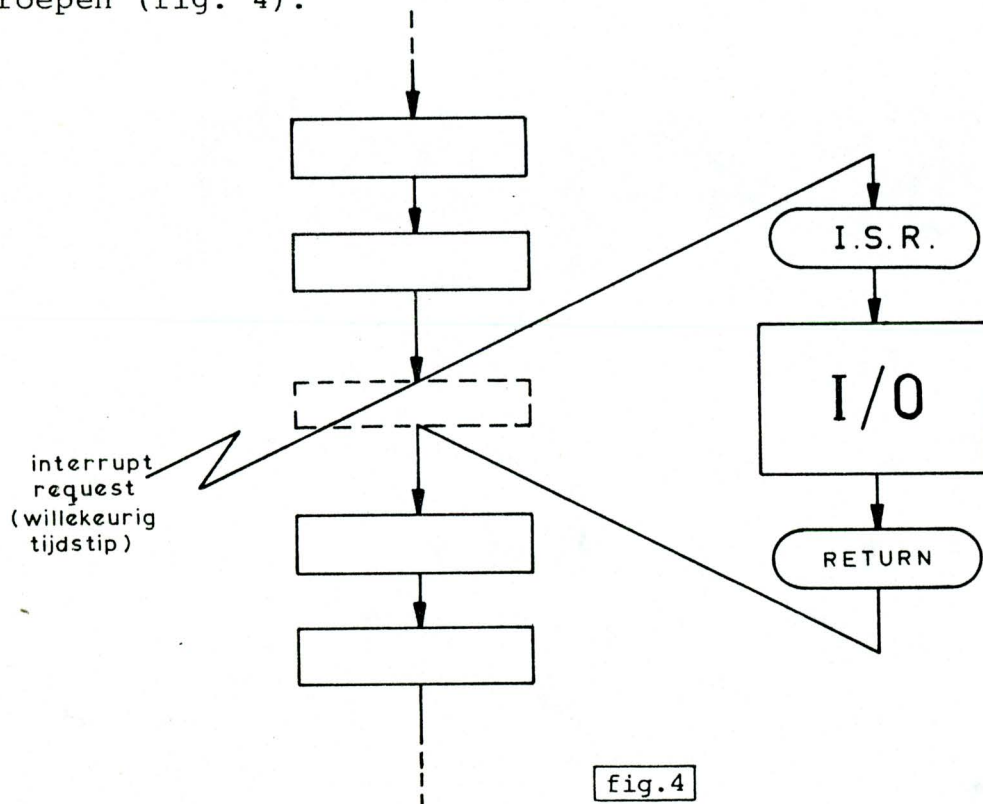 roepen (fig. 4).
I.S.R.
I/O
interrupt
request
(willekeurig
tijdstip)
RETURN
fig.4